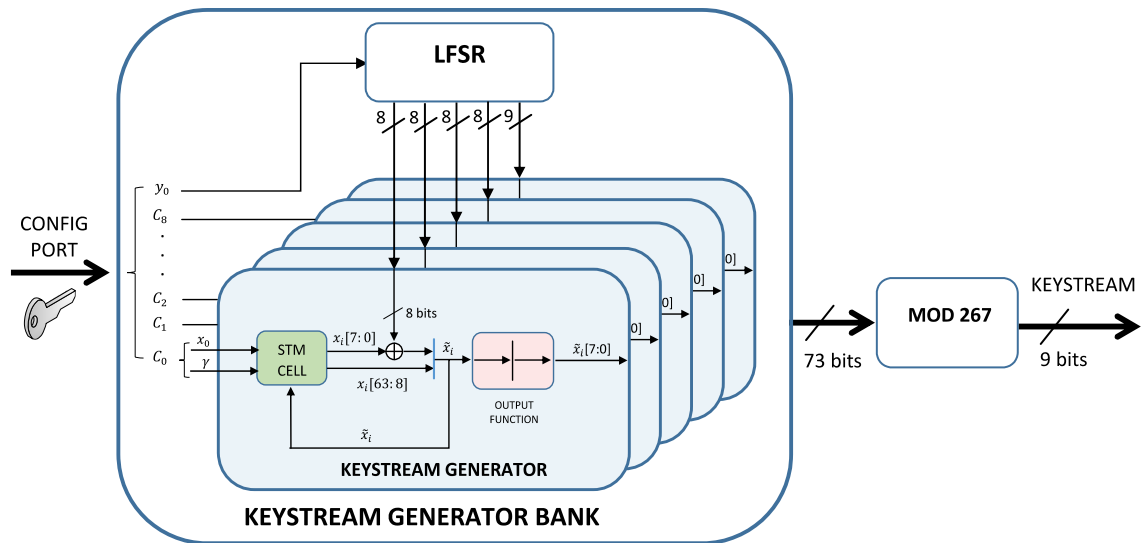 LFSR
8 8 8 8 9
y₀
C₈
.
.
.
C₂
C₁
C₀
x₀
γ
CONFIG
PORT
8 bits
STM
CELL
xᵢ[7:0]
xᵢ[63:8]
x̃ᵢ
x̃ᵢ
OUTPUT
FUNCTION
x̃ᵢ[7:0]
0]
0]
0]
0]
KEYSTREAM GENERATOR
KEYSTREAM GENERATOR BANK
73 bits
MOD 267
KEYSTREAM
9 bits